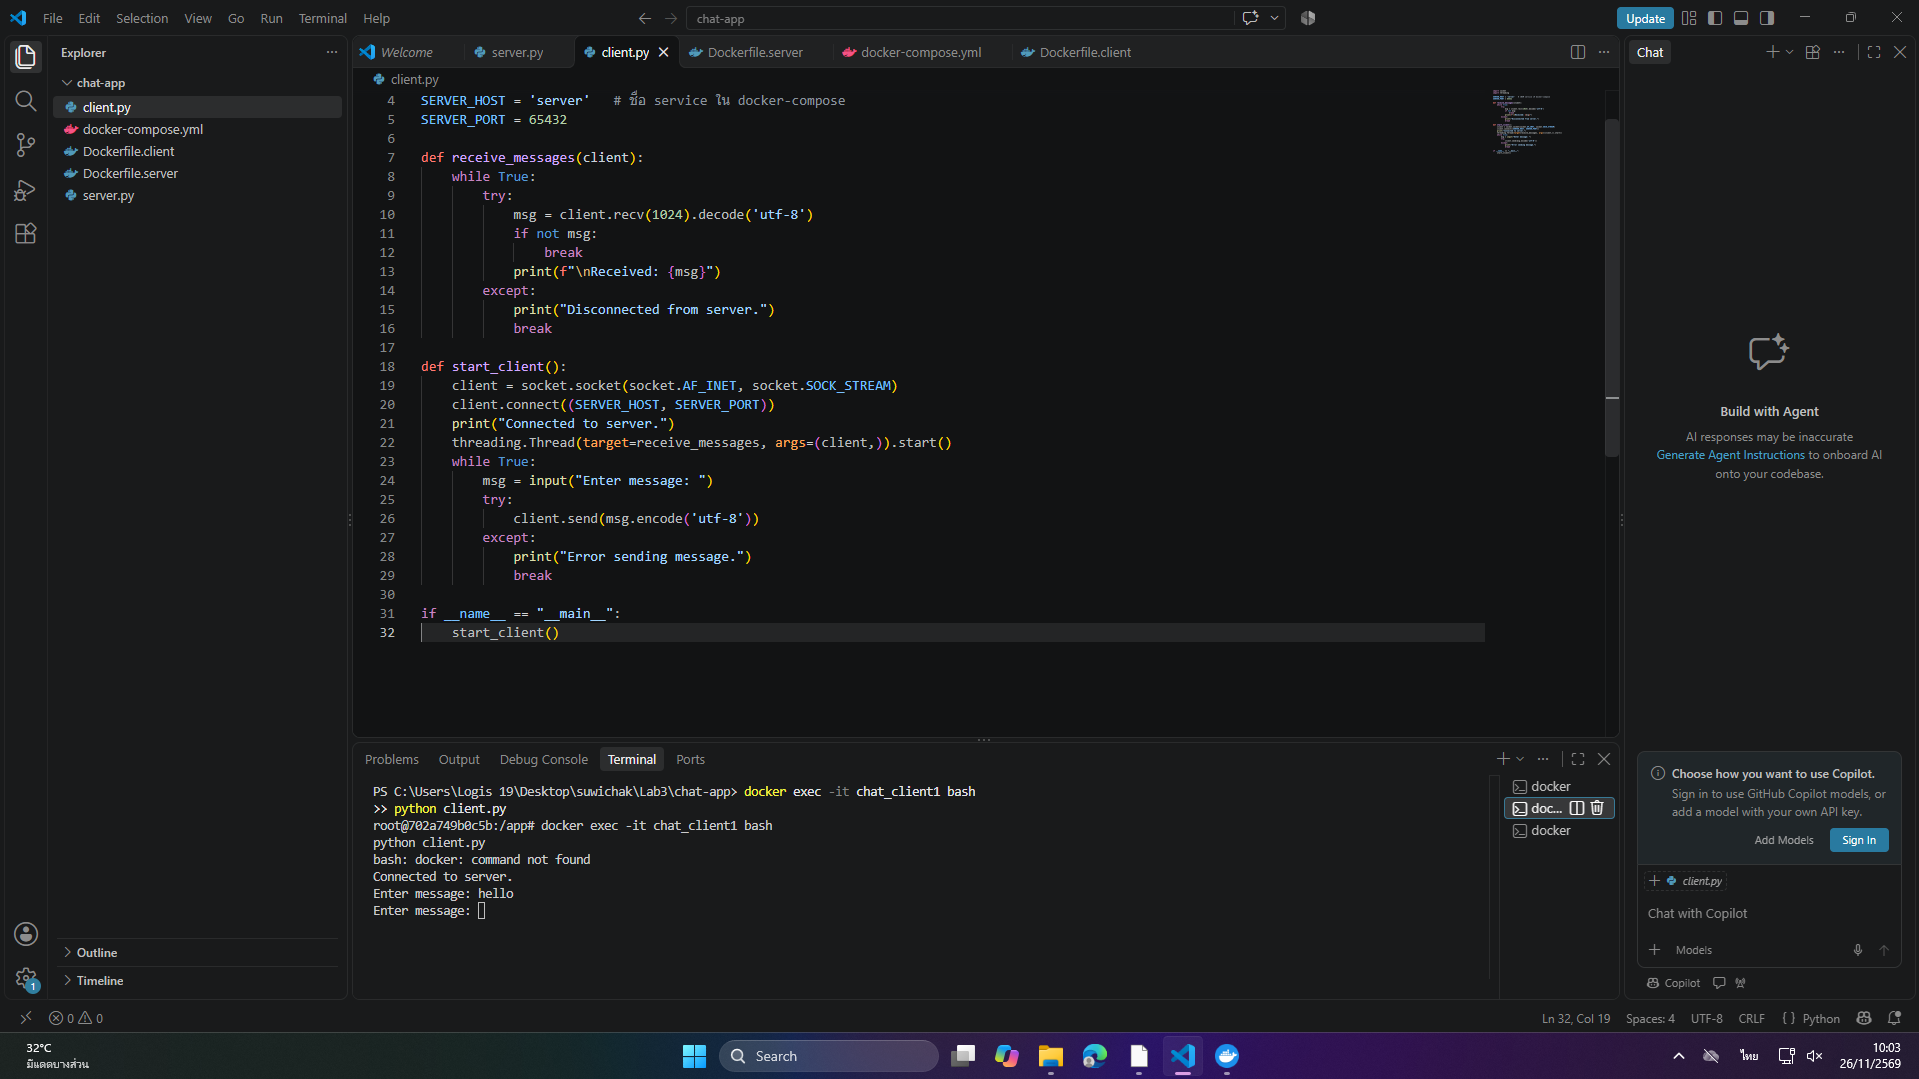 File Edit Selection View Go Run Terminal Help
chat-app
Update
Explorer
chat-app
client.py
docker-compose.yml
Dockerfile.client
Dockerfile.server
server.py
Outline
Timeline
Welcome
server.py
client.py
Dockerfile.server
docker-compose.yml
Dockerfile.client
client.py
4 SERVER_HOST = 'server'   # ชื่อ service ใน docker-compose
5 SERVER_PORT = 65432
6
7 def receive_messages(client):
8     while True:
9         try:
10             msg = client.recv(1024).decode('utf-8')
11             if not msg:
12                 break
13             print(f"\nReceived: {msg}")
14         except:
15             print("Disconnected from server.")
16             break
17
18 def start_client():
19     client = socket.socket(socket.AF_INET, socket.SOCK_STREAM)
20     client.connect((SERVER_HOST, SERVER_PORT))
21     print("Connected to server.")
22     threading.Thread(target=receive_messages, args=(client,)).start()
23     while True:
24         msg = input("Enter message: ")
25         try:
26             client.send(msg.encode('utf-8'))
27         except:
28             print("Error sending message.")
29             break
30
31 if __name__ == "__main__":
32     start_client()
Problems Output Debug Console Terminal Ports
PS C:\Users\Logis 19\Desktop\suwichak\Lab3\chat-app> docker exec -it chat_client1 bash
>> python client.py
root@702a749b0c5b:/app# docker exec -it chat_client1 bash
python client.py
bash: docker: command not found
Connected to server.
Enter message: hello
Enter message:
docker
doc...
docker
Chat
Build with Agent
AI responses may be inaccurate
Generate Agent Instructions to onboard AI
onto your codebase.
Choose how you want to use Copilot.
Sign in to use GitHub Copilot models, or
add a model with your own API key.
Add Models Sign In
client.py
Chat with Copilot
Models
Copilot
1
0 0
Ln 32, Col 19 Spaces: 4 UTF-8 CRLF Python
32°C
มีแดดบางส่วน
Search
ไทย
10:03
26/11/2569